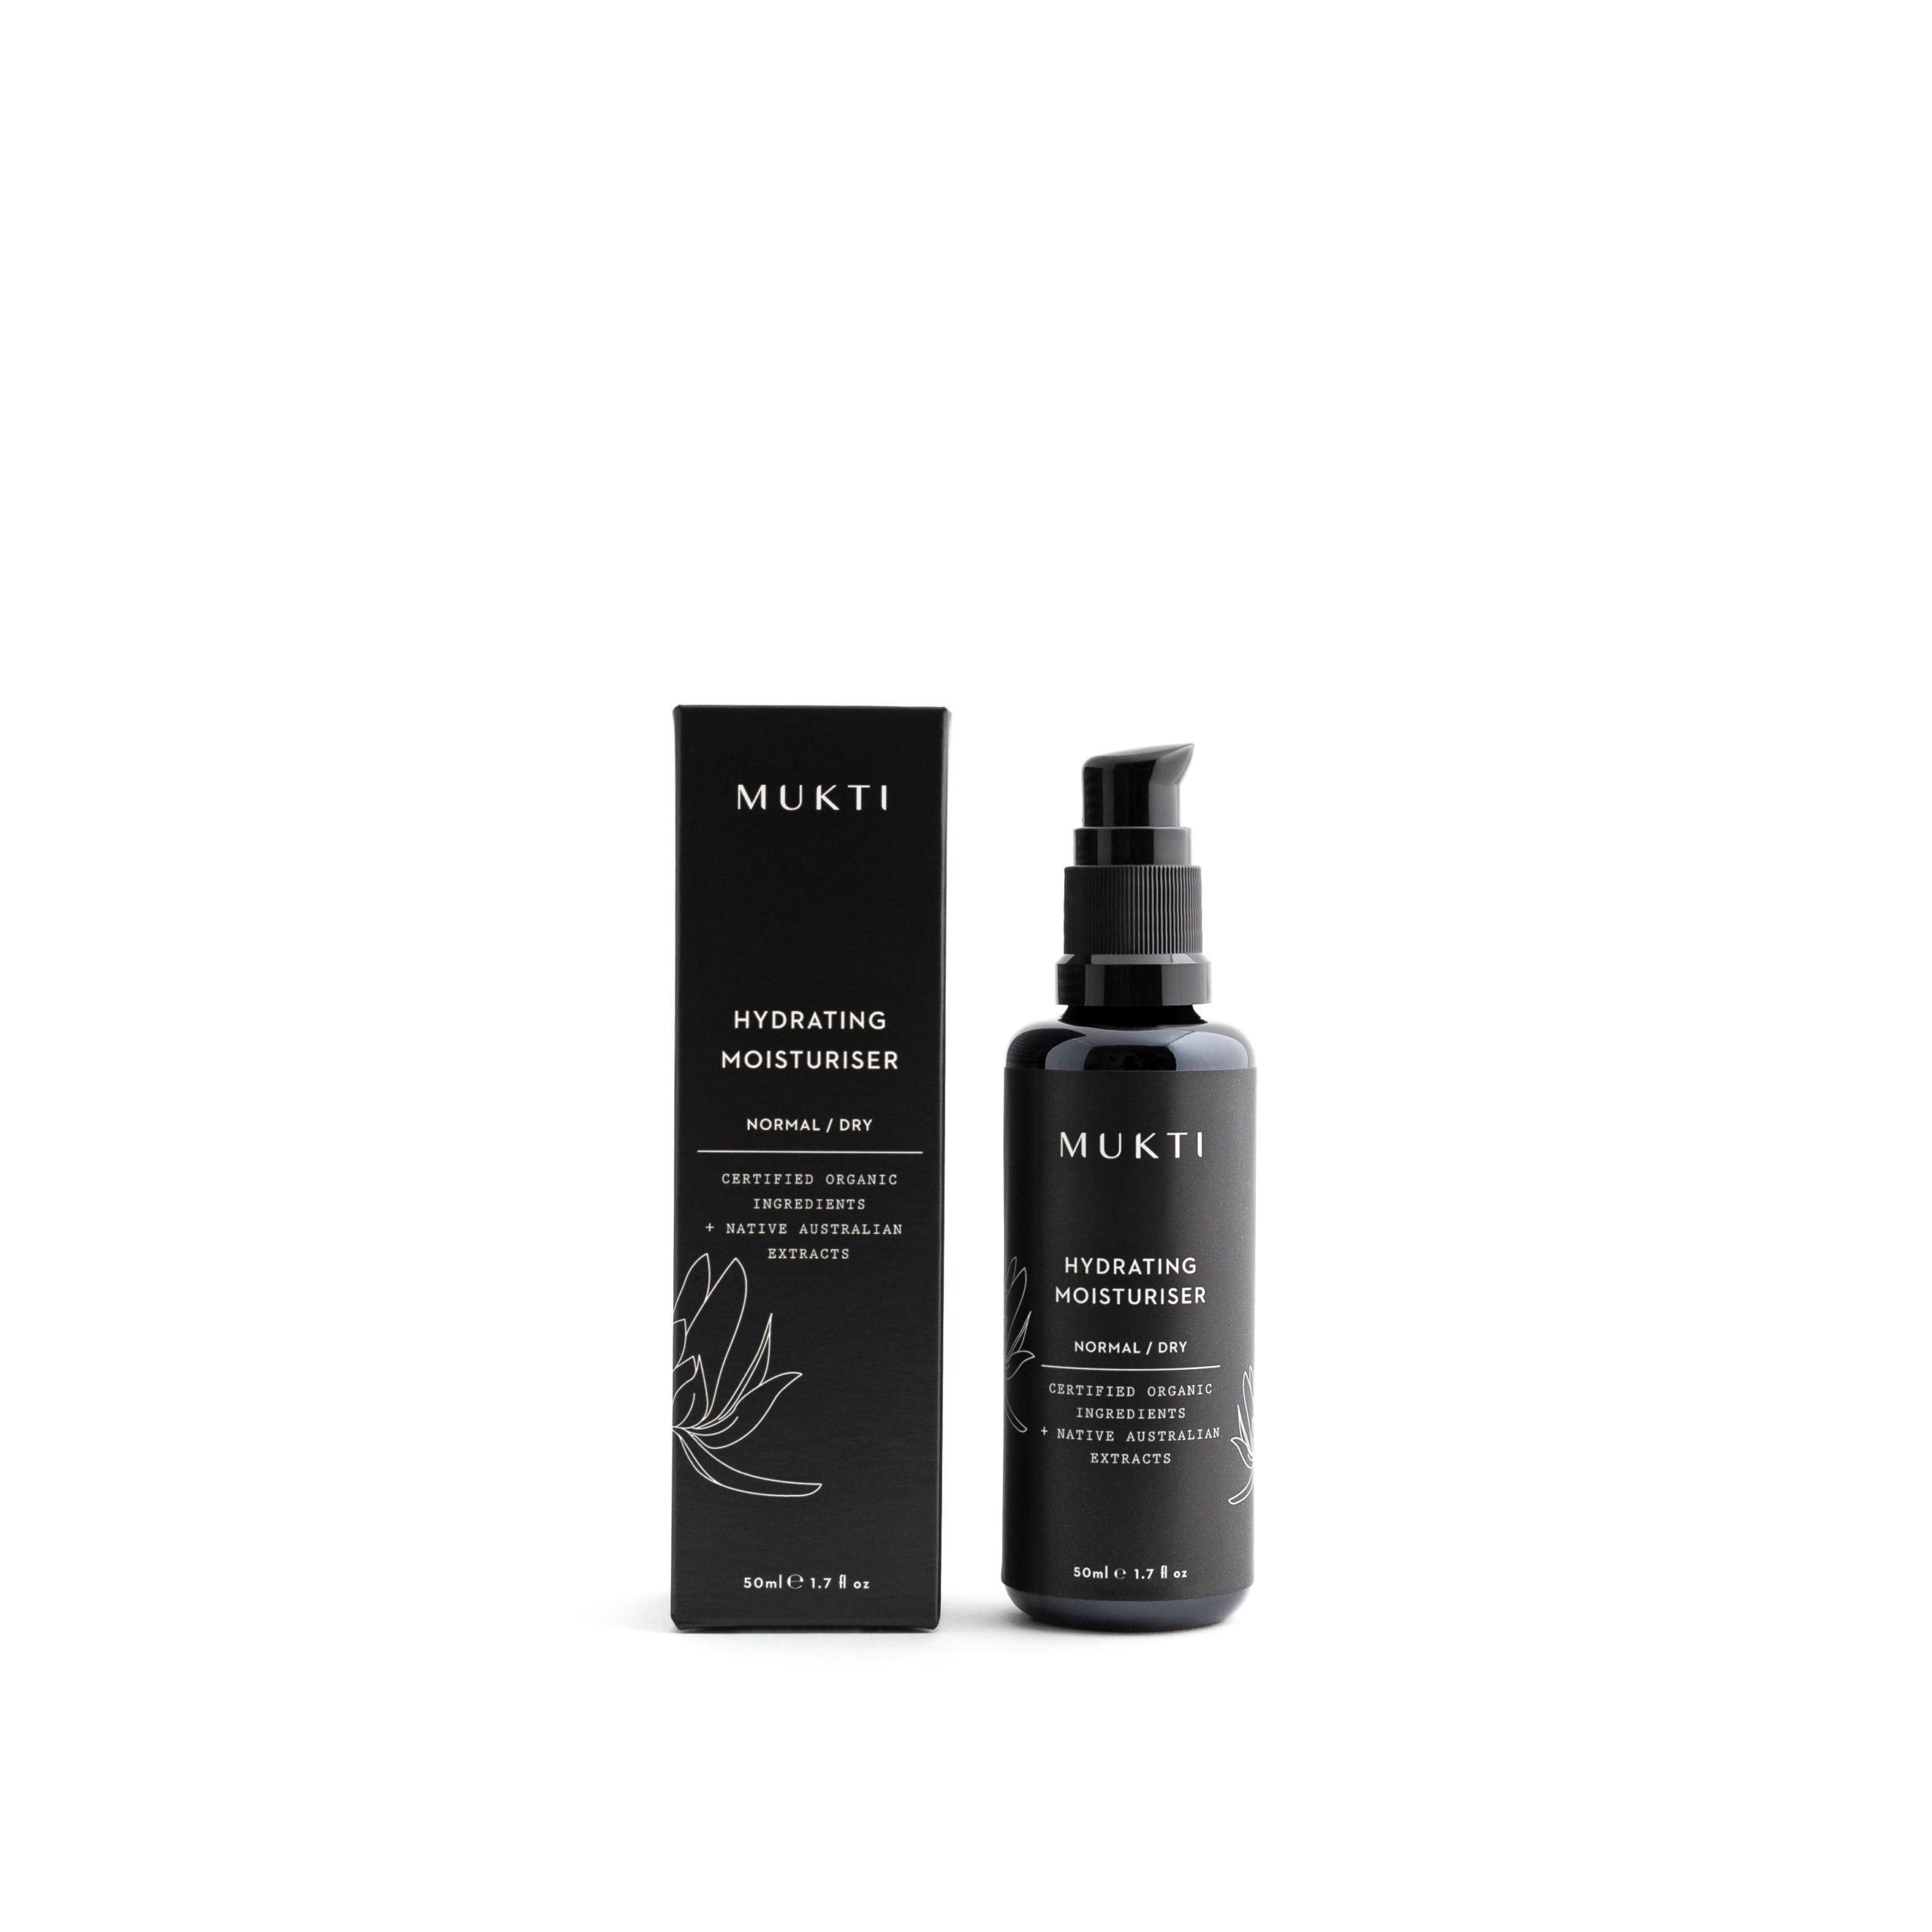 MUKTI
HYDRATING
MOISTURISER
NORMAL / DRY
CERTIFIED ORGANIC
INGREDIENTS
+ NATIVE AUSTRALIAN
EXTRACTS
50ml ℮ 1.7 fl oz
MUKTI
HYDRATING
MOISTURISER
NORMAL / DRY
CERTIFIED ORGANIC
INGREDIENTS
+ NATIVE AUSTRALIAN
EXTRACTS
50ml ℮ 1.7 fl oz